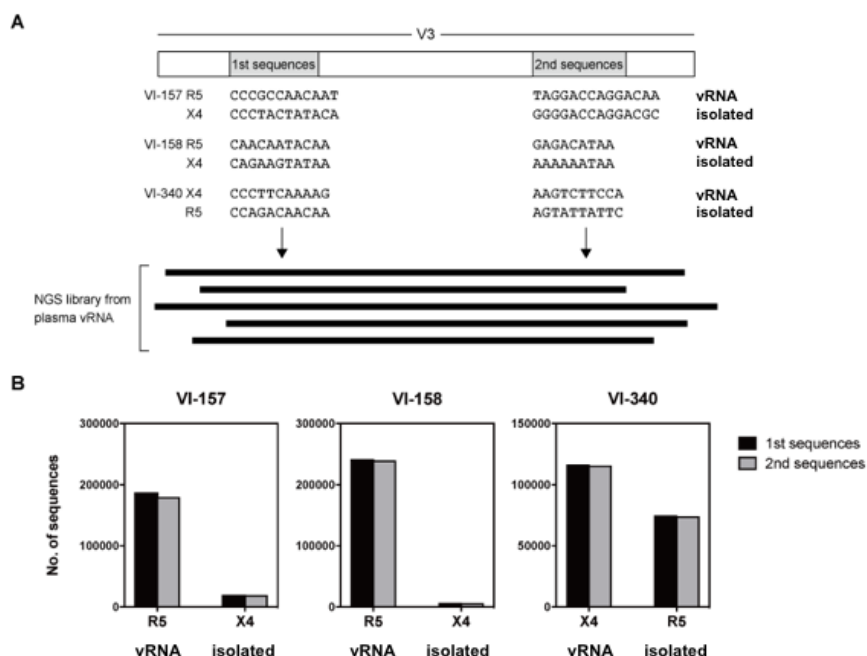 A
V3
1st sequences 2nd sequences
VI-157 R5 CCCGCCAACAAT TAGGACCAGGACAA vRNA
X4 CCCTACTATACA GGGGACCAGGACGC isolated
VI-158 R5 CAACAATACAA GAGACATAA vRNA
X4 CAGAAGTATAA AAAAAATAA isolated
VI-340 X4 CCCTTCAAAAG AAGTCTTCCA vRNA
R5 CCAGACAACAA AGTATTATTC isolated
NGS library from
plasma vRNA
B
VI-157 VI-158 VI-340
No. of sequences
300000 300000 150000
200000 200000 100000
100000 100000 50000
0 0 0
R5 X4 R5 X4 X4 R5
vRNA isolated vRNA isolated vRNA isolated
1st sequences
2nd sequences